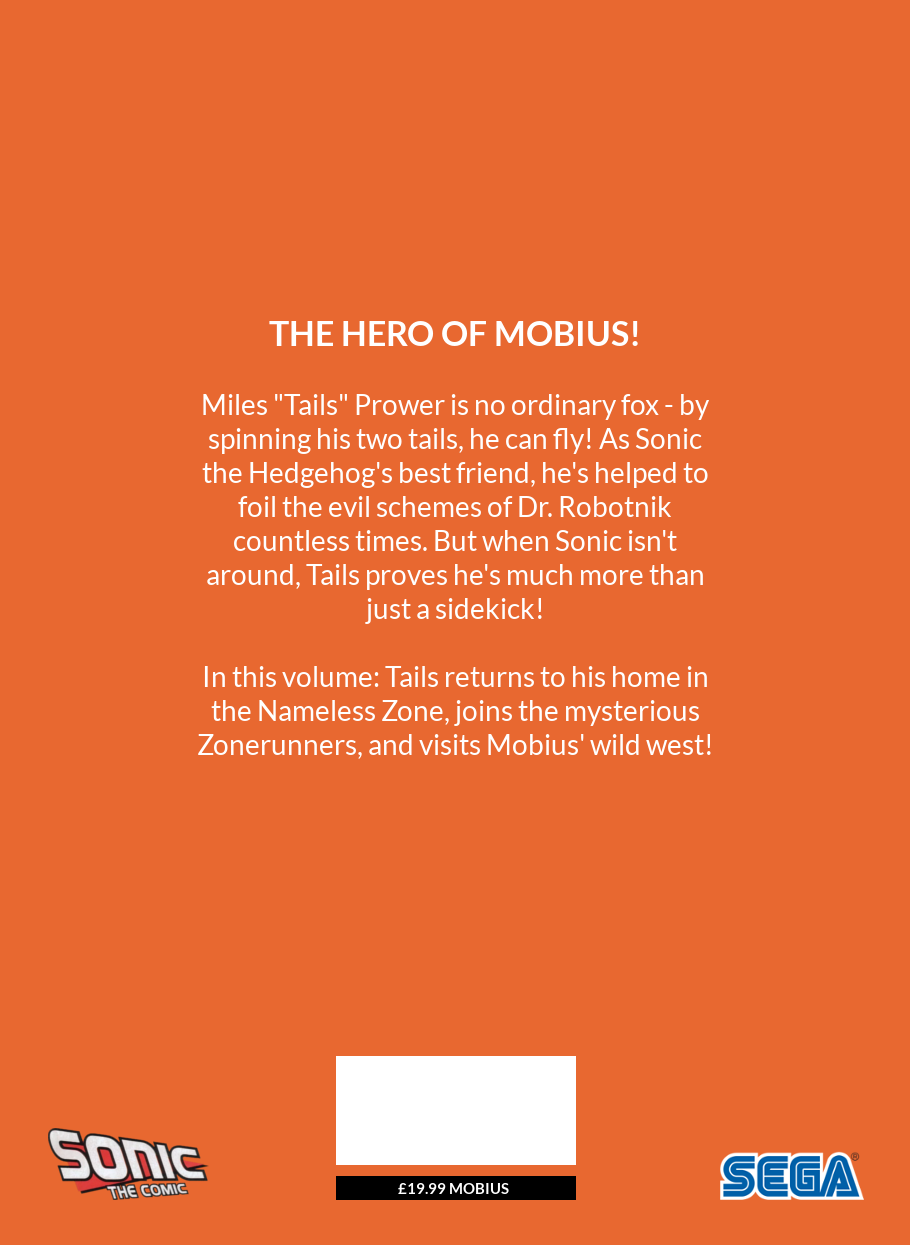 THE HERO OF MOBIUS!
Miles "Tails" Prower is no ordinary fox - by
spinning his two tails, he can fly! As Sonic
the Hedgehog's best friend, he's helped to
foil the evil schemes of Dr. Robotnik
countless times. But when Sonic isn't
around, Tails proves he's much more than
just a sidekick!
In this volume: Tails returns to his home in
the Nameless Zone, joins the mysterious
Zonerunners, and visits Mobius' wild west!
SONIC
THE COMIC
£19.99 MOBIUS
SEGA®